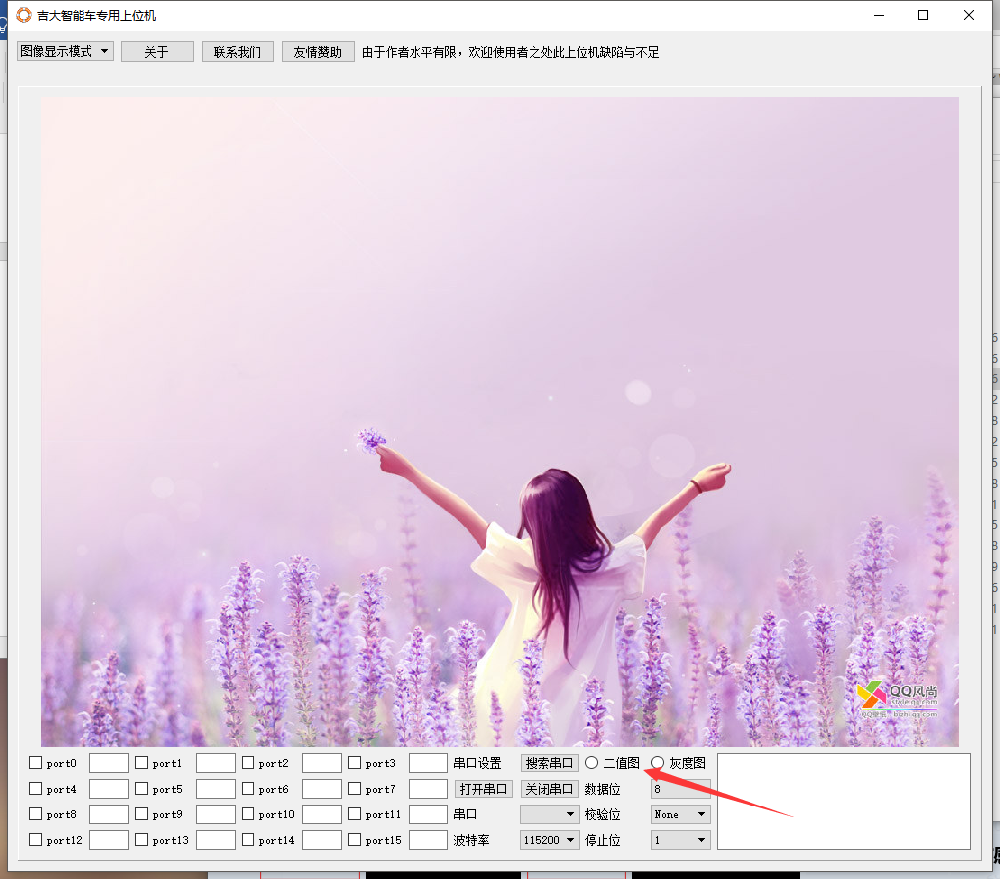 吉大智能车专用上位机
图像显示模式 关于 联系我们 友情赞助 由于作者水平有限，欢迎使用者之处此上位机缺陷与不足
QQ风尚
port0 port1 port2 port3 串口设置 搜索串口 二值图 灰度图
port4 port5 port6 port7 打开串口 关闭串口 数据位 8
port8 port9 port10 port11 串口 校验位 None
port12 port13 port14 port15 波特率 115200 停止位 1